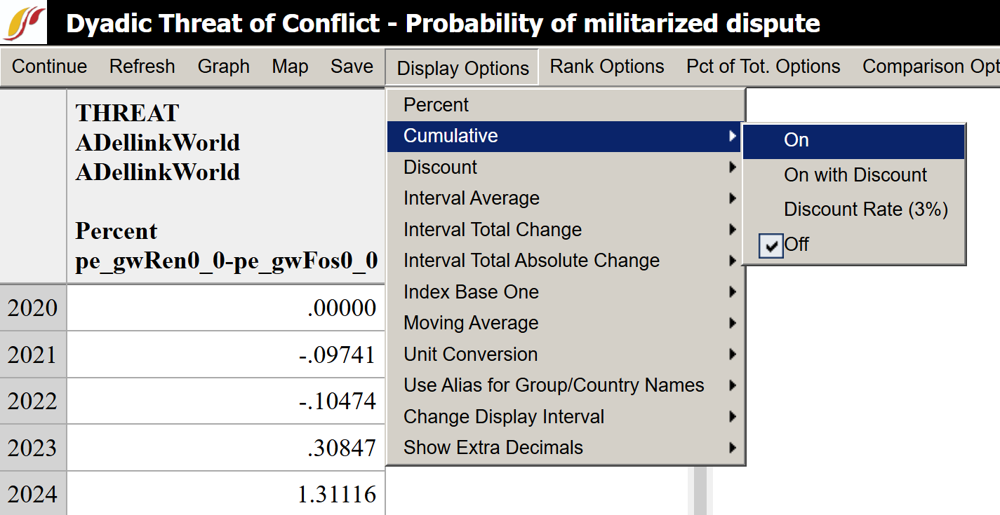 Dyadic Threat of Conflict - Probability of militarized dispute
Continue Refresh Graph Map Save Display Options Rank Options Pct of Tot. Options Comparison Opt
THREAT
ADellinkWorld
ADellinkWorld
Percent
pe_gwRen0_0-pe_gwFos0_0
2020 .00000
2021 -.09741
2022 -.10474
2023 .30847
2024 1.31116
Percent
Cumulative
Discount
Interval Average
Interval Total Change
Interval Total Absolute Change
Index Base One
Moving Average
Unit Conversion
Use Alias for Group/Country Names
Change Display Interval
Show Extra Decimals
On
On with Discount
Discount Rate (3%)
Off